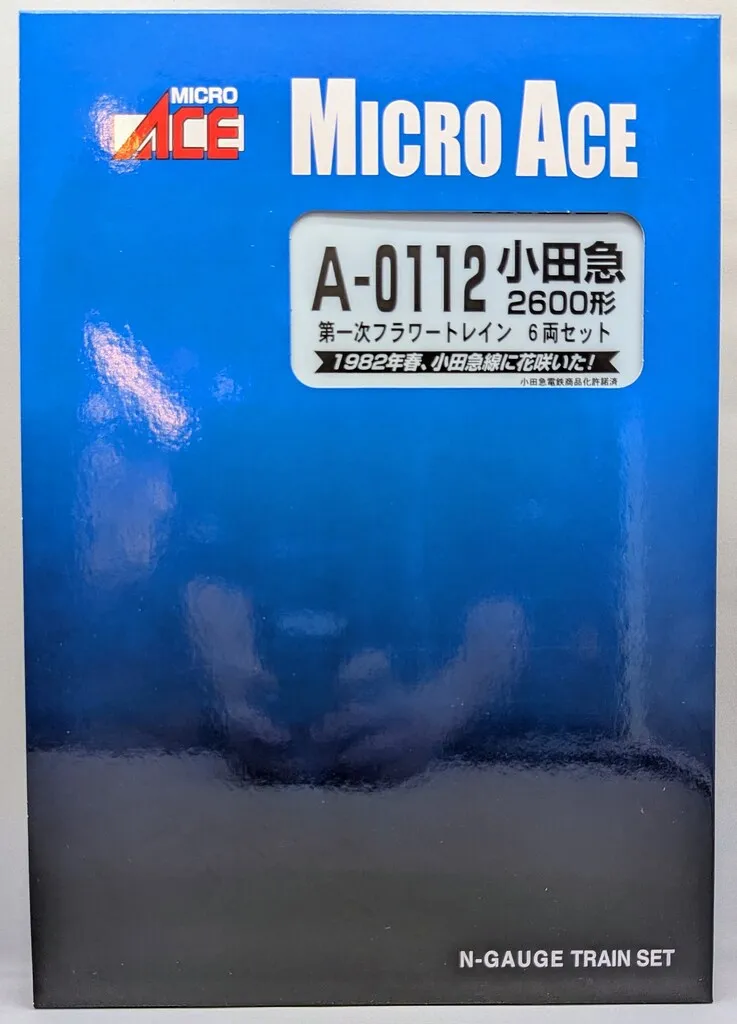 MICRO
ACE
MICRO ACE
A-0112 小田急
2600形
第一次フラワートレイン 6両セット
1982年春、小田急線に花咲いた!
小田急電鉄商品化許諾済
N-GAUGE TRAIN SET